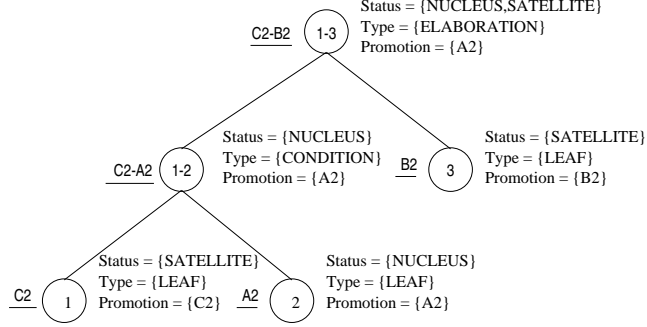 Status = {NUCLEUS,SATELLITE}
C2-B2 1-3 Type = {ELABORATION}
Promotion = {A2}
Status = {NUCLEUS}
C2-A2 1-2 Type = {CONDITION}
Promotion = {A2}
Status = {SATELLITE}
B2 3 Type = {LEAF}
Promotion = {B2}
Status = {SATELLITE}
Type = {LEAF}
C2 1 Promotion = {C2}
Status = {NUCLEUS}
Type = {LEAF}
A2 2 Promotion = {A2}